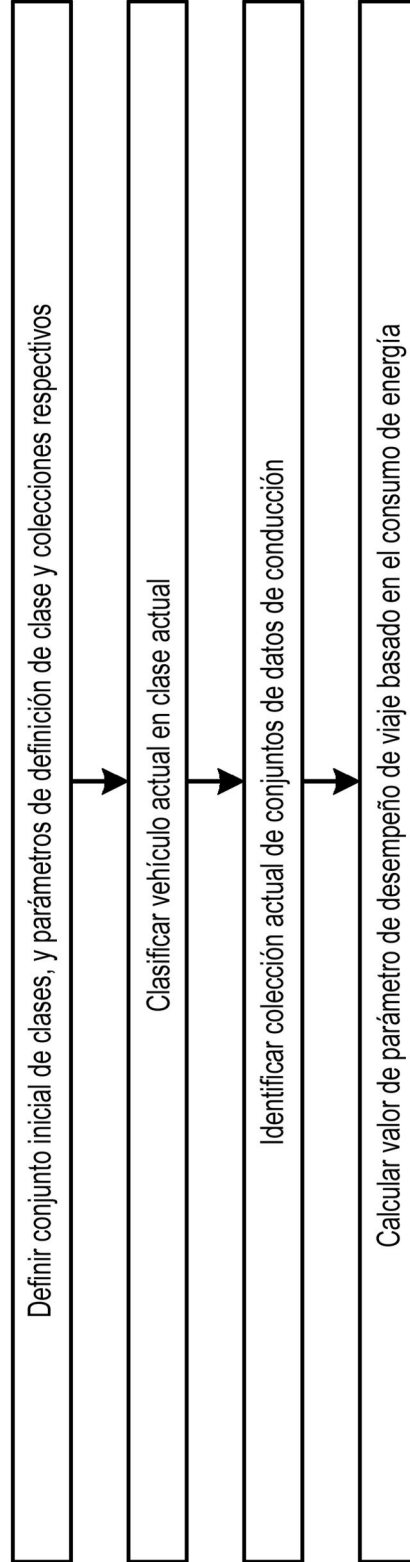 Definir conjunto inicial de clases, y parámetros de definición de clase y colecciones respectivos
Clasificar vehículo actual en clase actual
Identificar colección actual de conjuntos de datos de conducción
Calcular valor de parámetro de desempeño de viaje basado en el consumo de energía